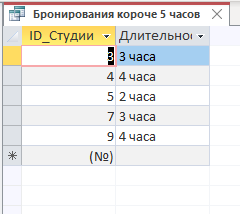 Бронирования короче 5 часов
ID_Студии Длительнос
3 3 часа
4 4 часа
5 2 часа
7 3 часа
9 4 часа
(№)